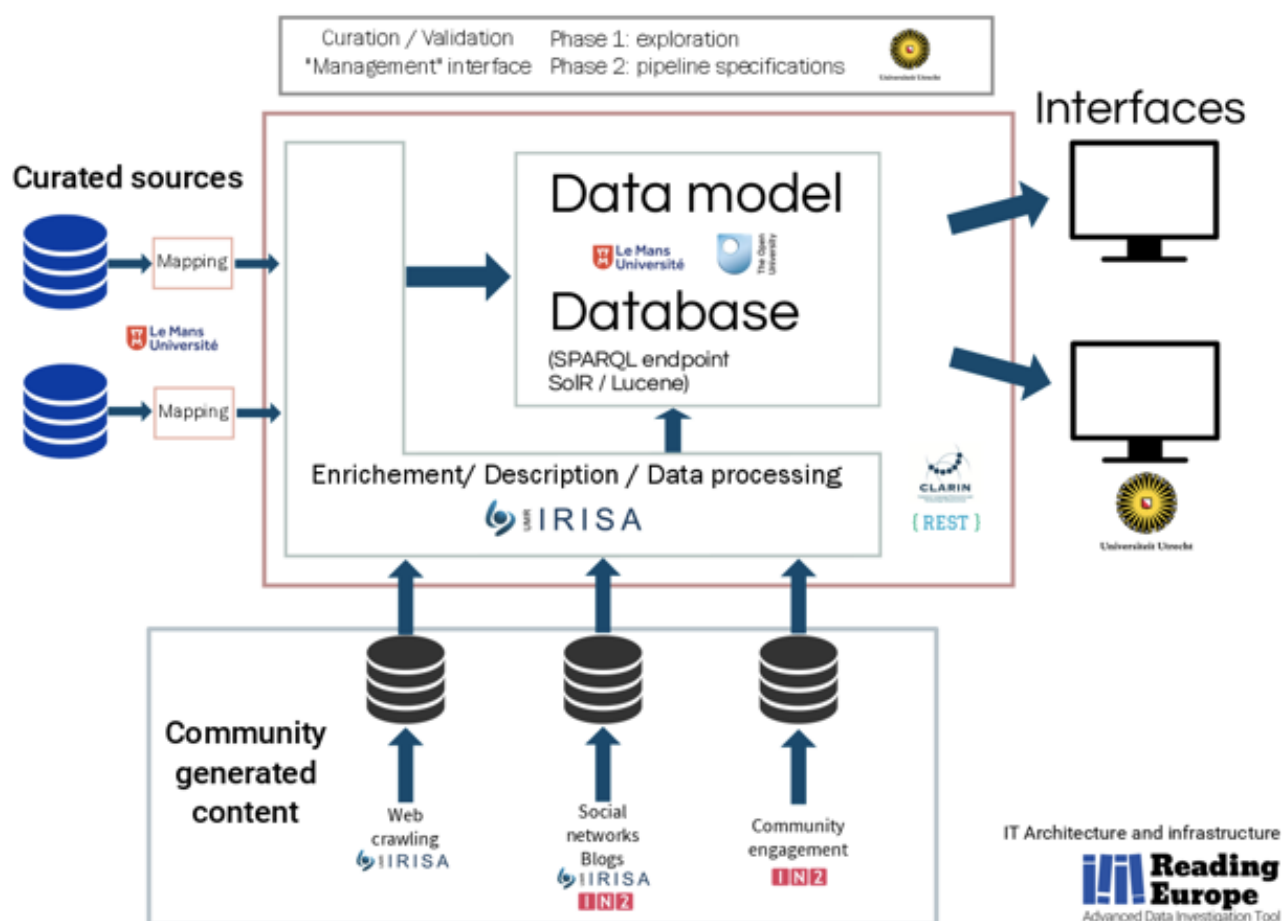 Curation / Validation Phase 1: exploration
"Management" interface Phase 2: pipeline specifications
Universiteit Utrecht
Interfaces
Curated sources
Mapping
Le Mans
Université
Mapping
Data model
Le Mans
Université
The Open
University
Database
(SPARQL endpoint
SolR / Lucene)
Enrichement/ Description / Data processing
UMR IRISA
CLARIN
{ REST }
Universiteit Utrecht
Community
generated
content
Web
crawling
IRISA
Social
networks
Blogs
IRISA
IN2
Community
engagement
IN2
IT Architecture and infrastructure
Reading
Europe
Advanced Data Investigation Tool